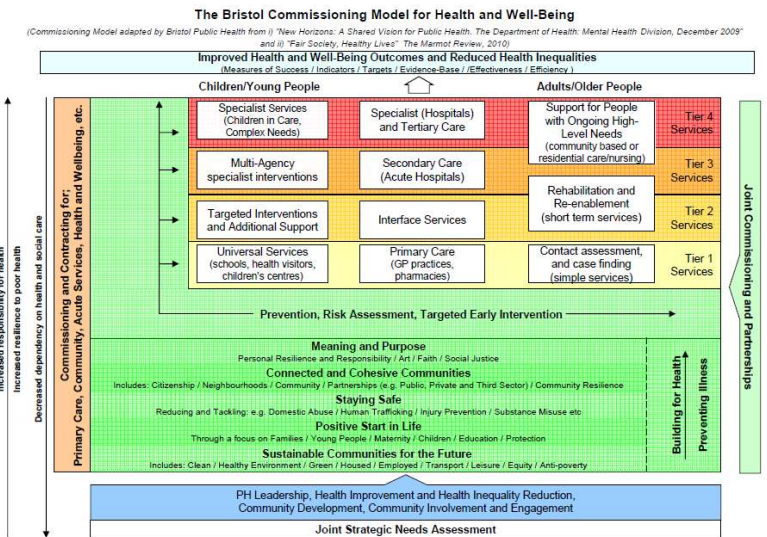 The Bristol Commissioning Model for Health and Well-Being
(Commissioning Model adapted by Bristol Public Health from i) "New Horizons: A Shared Vision for Public Health. The Department of Health: Mental Health Division, December 2009"
and ii) "Fair Society, Healthy Lives" The Marmot Review, 2010)
Improved Health and Well-Being Outcomes and Reduced Health Inequalities
(Measures of Success / Indicators / Targets / Evidence-Base / /Effectiveness / Efficiency )
Children/Young People
Adults/Older People
Specialist Services
(Children in Care,
Complex Needs)
Specialist (Hospitals)
and Tertiary Care
Support for People
with Ongoing High-
Level Needs
(community based or
residential care/nursing)
Tier 4
Services
Multi-Agency
specialist interventions
Secondary Care
(Acute Hospitals)
Tier 3
Services
Rehabilitation and
Re-enablement
(short term services)
Targeted Interventions
and Additional Support
Interface Services
Tier 2
Services
Universal Services
(schools, health visitors,
children's centres)
Primary Care
(GP practices,
pharmacies)
Contact assessment,
and case finding
(simple services)
Tier 1
Services
Prevention, Risk Assessment, Targeted Early Intervention
Meaning and Purpose
Personal Resilience and Responsibility / Art / Faith / Social Justice
Connected and Cohesive Communities
Includes: Citizenship / Neighbourhoods / Community / Partnerships (e.g. Public, Private and Third Sector) / Community Resilience
Staying Safe
Reducing and Tackling: e.g. Domestic Abuse / Human Trafficking / Injury Prevention / Substance Misuse etc
Positive Start in Life
Through a focus on Families / Young People / Maternity / Children / Education / Protection
Sustainable Communities for the Future
Includes: Clean / Healthy Environment / Green / Housed / Employed / Transport / Leisure / Equity / Anti-poverty
Building for Health
Preventing Illness
Joint Commissioning and Partnerships
Commissioning and Contracting for;
Primary Care, Community, Acute Services, Health and Wellbeing, etc.
responsibility for
Increased resilience to poor health
Decreased dependency on health and social care
PH Leadership, Health Improvement and Health Inequality Reduction,
Community Development, Community Involvement and Engagement
Joint Strategic Needs Assessment